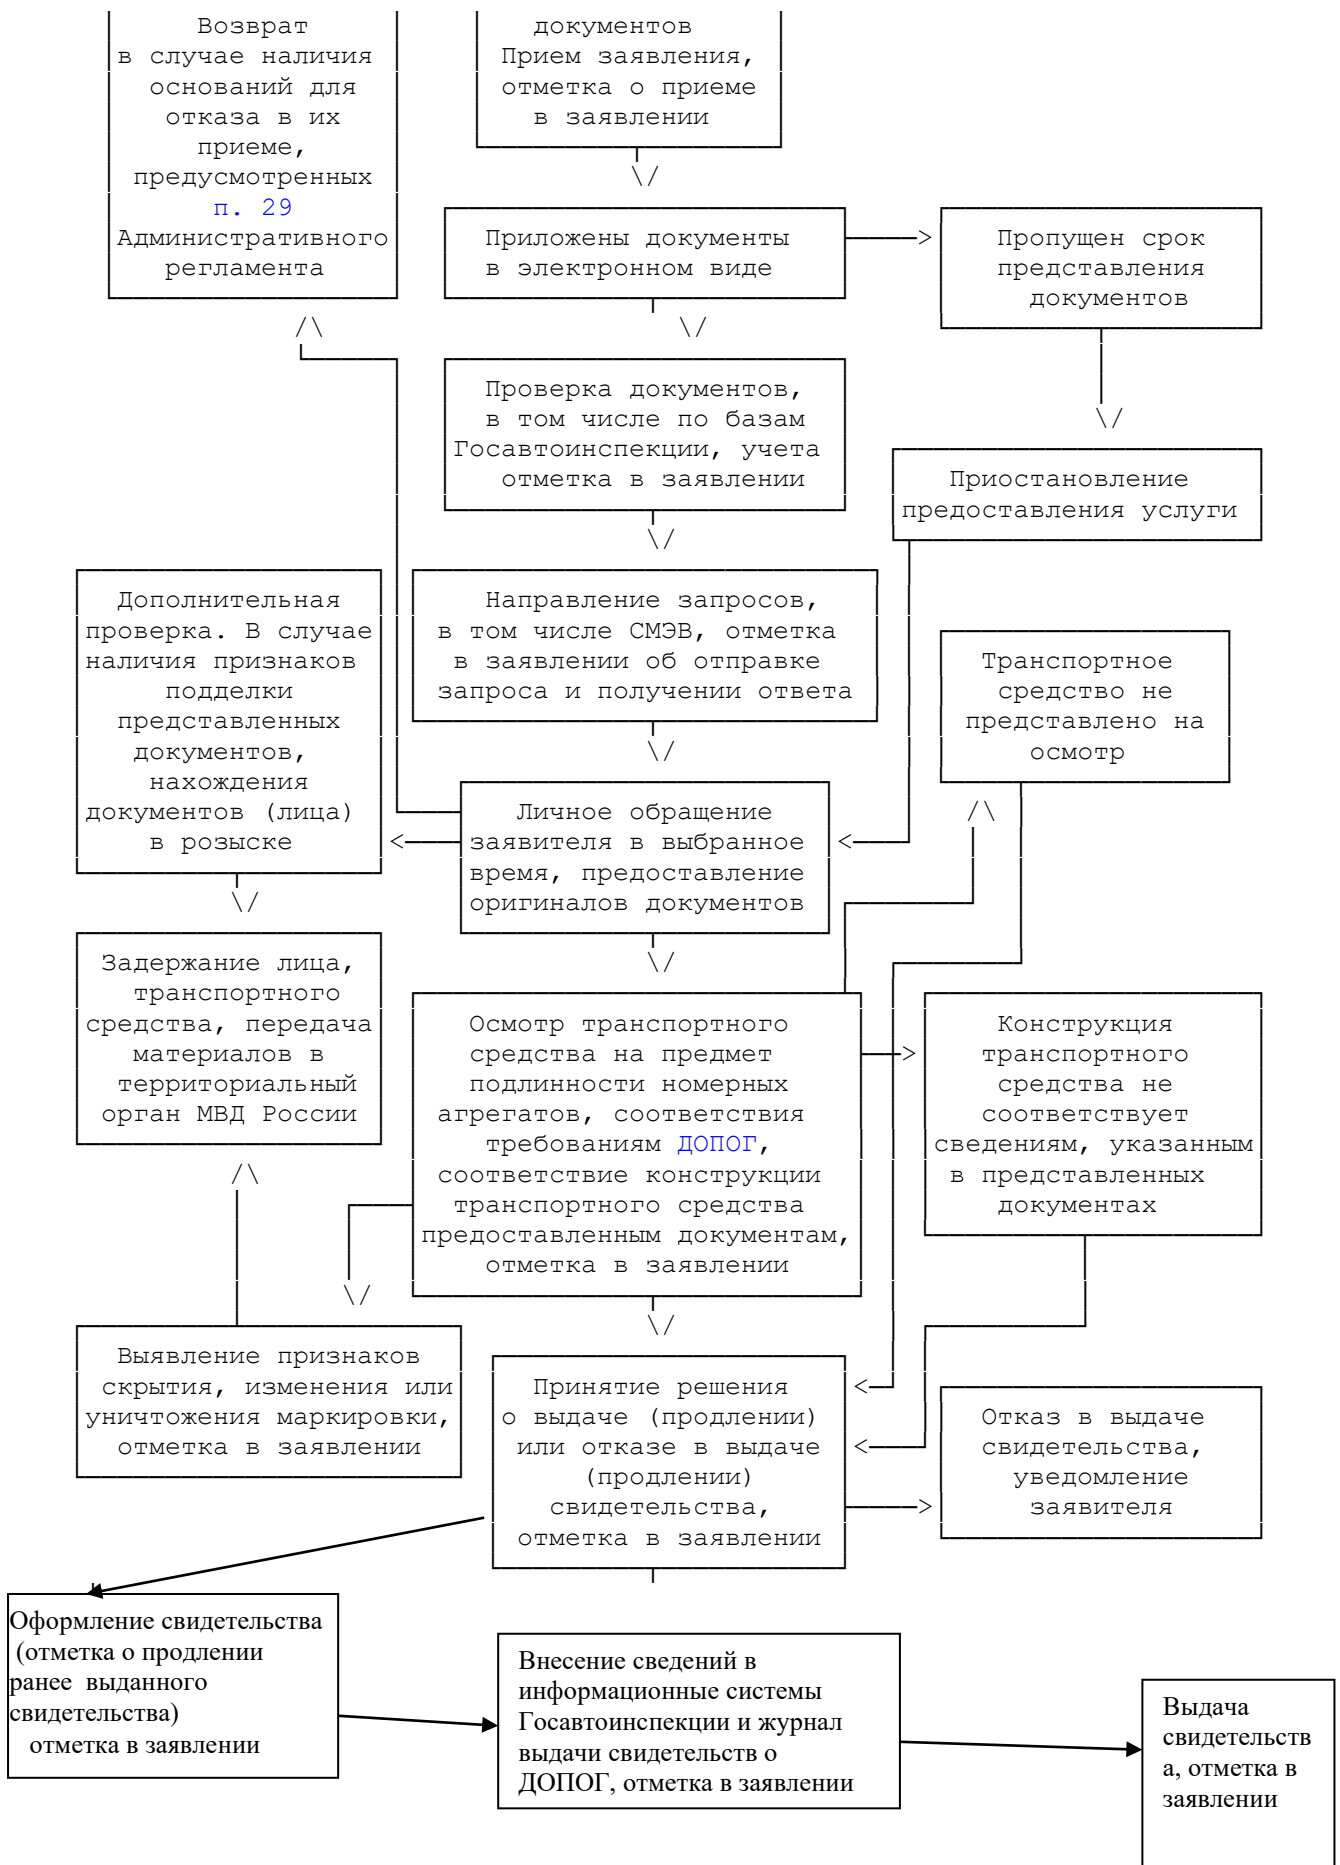 Возврат
в случае наличия
оснований для
отказа в их
приеме,
предусмотренных
п. 29
Административного
регламента
документов
Прием заявления,
отметка о приеме
в заявлении
\/
Приложены документы
в электронном виде
>
Пропущен срок
представления
документов
/\
\/
Проверка документов,
в том числе по базам
Госавтоинспекции, учета
отметка в заявлении
\/
Приостановление
предоставления услуги
\/
Дополнительная
проверка. В случае
наличия признаков
подделки
представленных
документов,
нахождения
документов (лица)
в розыске
Направление запросов,
в том числе СМЭВ, отметка
в заявлении об отправке
запроса и получении ответа
\/
Транспортное
средство не
представлено на
осмотр
/\
Личное обращение
заявителя в выбранное
время, предоставление
оригиналов документов
<
<
\/
\/
Задержание лица,
транспортного
средства, передача
материалов в
территориальный
орган МВД России
/\
Осмотр транспортного
средства на предмет
подлинности номерных
агрегатов, соответствия
требованиям ДОПОГ,
соответствие конструкции
транспортного средства
предоставленным документам,
отметка в заявлении
>
Конструкция
транспортного
средства не
соответствует
сведениям, указанным
в представленных
документах
\/
\/
Выявление признаков
скрытия, изменения или
уничтожения маркировки,
отметка в заявлении
Принятие решения
о выдаче (продлении)
или отказе в выдаче
(продлении)
свидетельства,
отметка в заявлении
<
<
>
Отказ в выдаче
свидетельства,
уведомление
заявителя
Оформление свидетельства
(отметка о продлении
ранее выданного
свидетельства)
отметка в заявлении
Внесение сведений в
информационные системы
Госавтоинспекции и журнал
выдачи свидетельств о
ДОПОГ, отметка в заявлении
Выдача
свидетельств
а, отметка в
заявлении